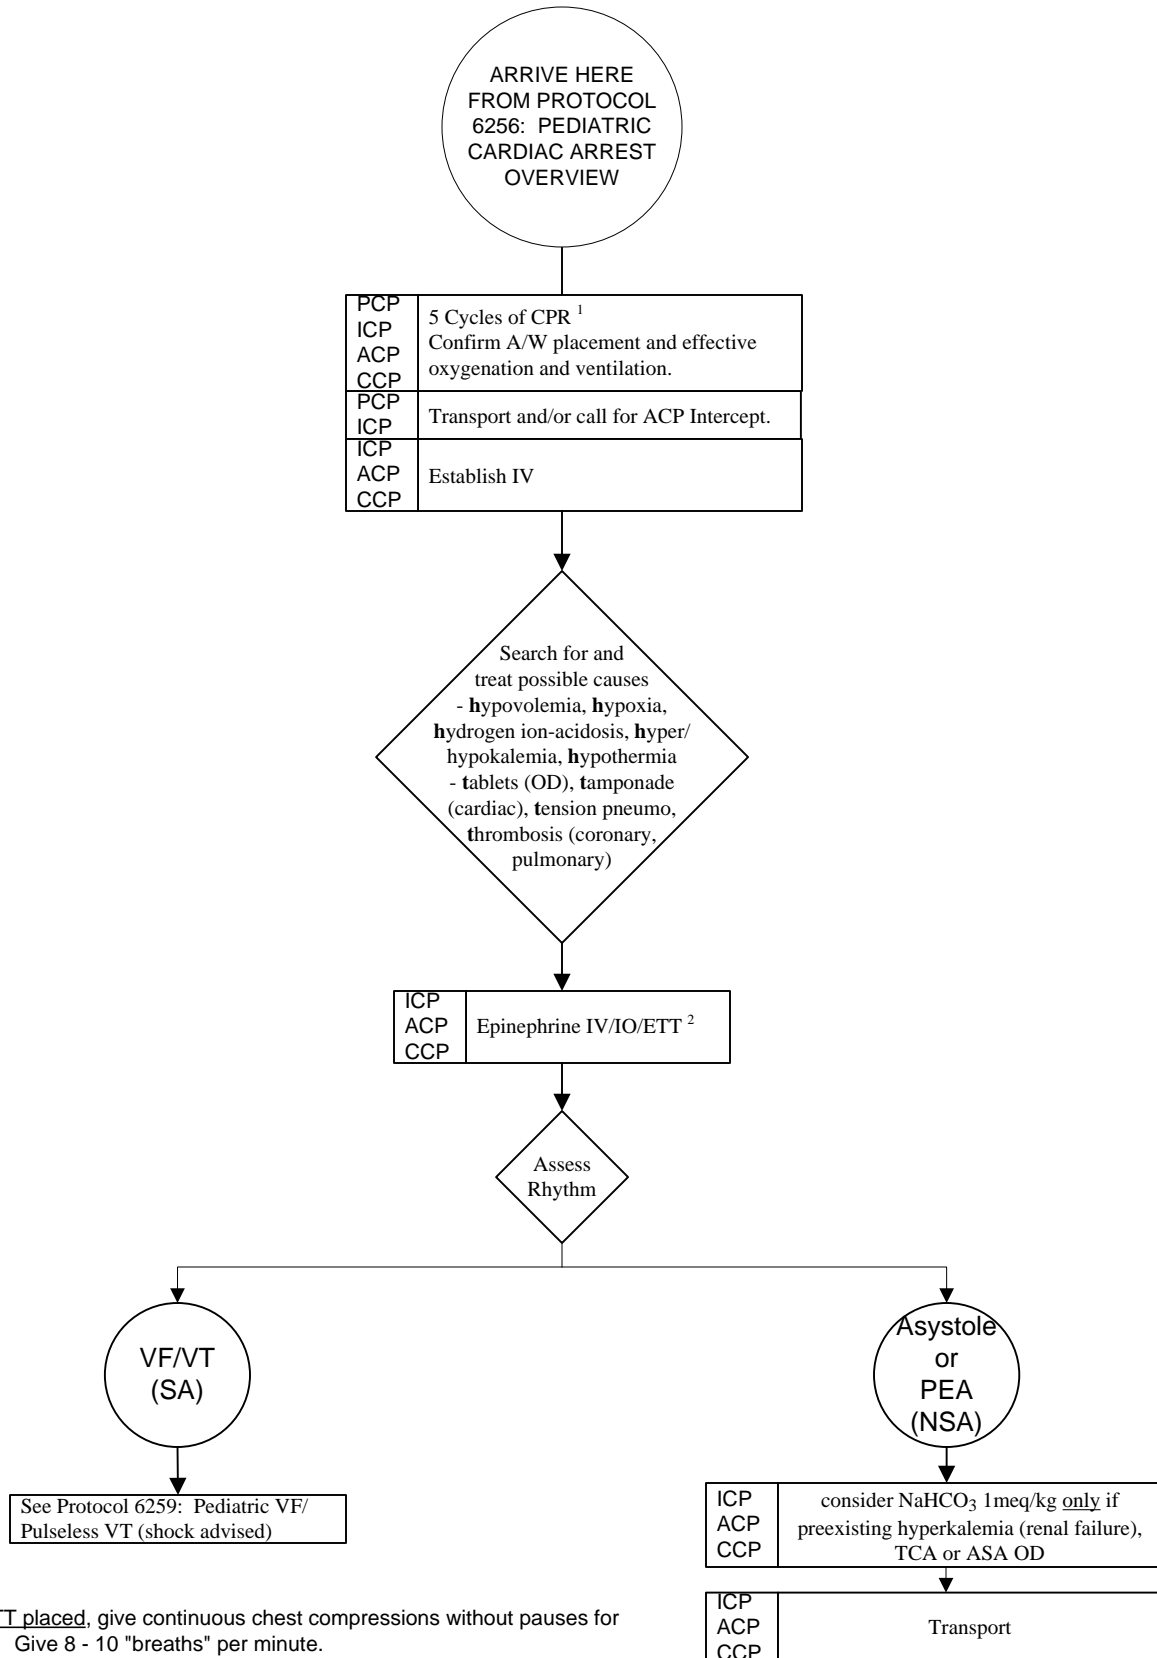 ARRIVE HERE
FROM PROTOCOL
6256: PEDIATRIC
CARDIAC ARREST
OVERVIEW
PCP
ICP
ACP
CCP
5 Cycles of CPR 1
Confirm A/W placement and effective
oxygenation and ventilation.
PCP
ICP
Transport and/or call for ACP Intercept.
ICP
ACP
CCP
Establish IV
Search for and
treat possible causes
- hypovolemia, hypoxia,
hydrogen ion-acidosis, hyper/
hypokalemia, hypothermia
- tablets (OD), tamponade
(cardiac), tension pneumo,
thrombosis (coronary,
pulmonary)
ICP
ACP
CCP
Epinephrine IV/IO/ETT 2
Assess
Rhythm
VF/VT
(SA)
Asystole
or
PEA
(NSA)
See Protocol 6259: Pediatric VF/
Pulseless VT (shock advised)
ICP
ACP
CCP
consider NaHCO3 1meq/kg only if
preexisting hyperkalemia (renal failure),
TCA or ASA OD
ICP
ACP
CCP
Transport
placed, give continuous chest compressions without pauses for
Give 8 - 10 "breaths" per minute.